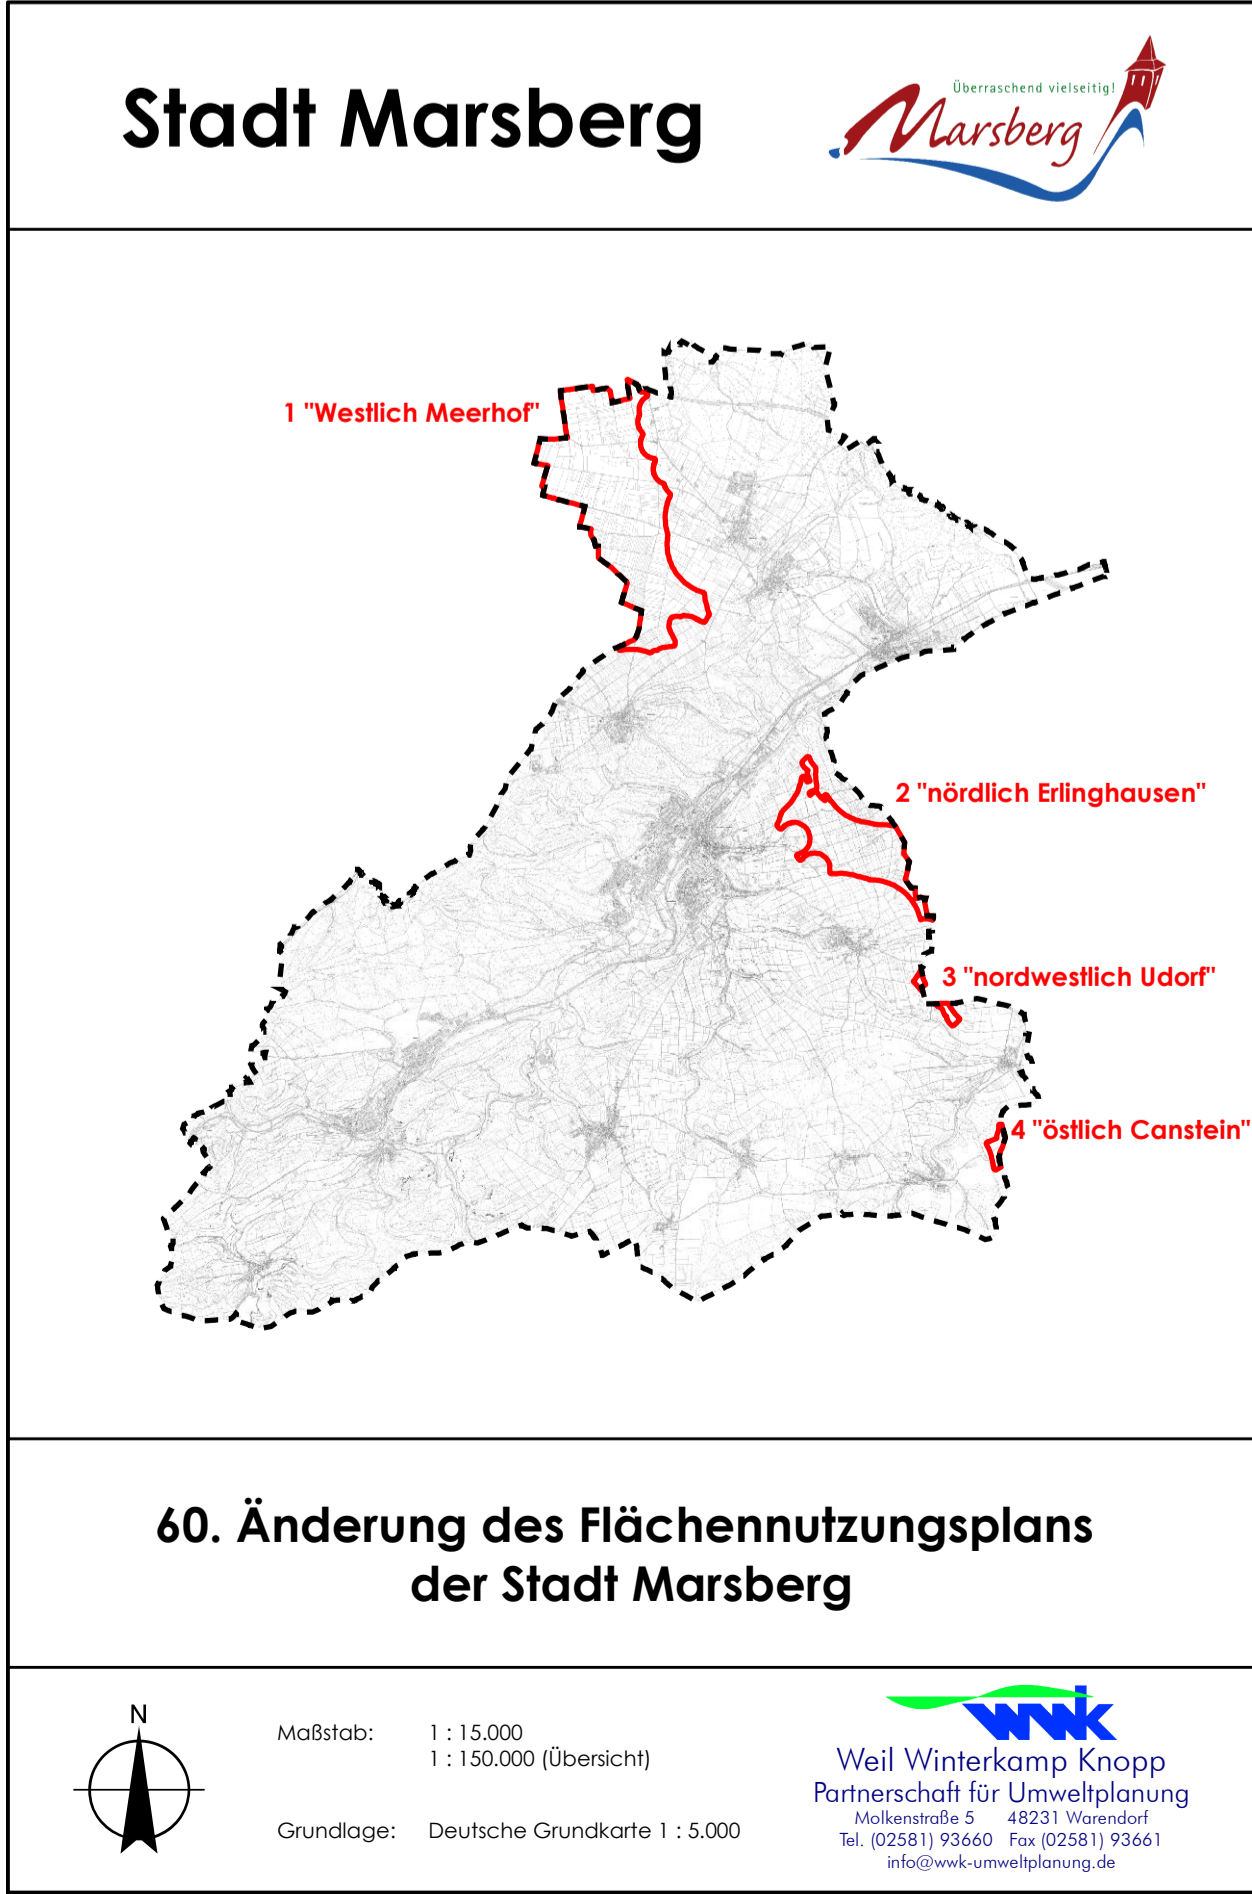 Stadt Marsberg
Überraschend vielseitig!
Marsberg
1 "Westlich Meerhof"
2 "nördlich Erlinghausen"
3 "nordwestlich Udorf"
4 "östlich Canstein"
60. Änderung des Flächennutzungsplans
der Stadt Marsberg
N
Maßstab: 1 : 15.000
1 : 150.000 (Übersicht)
Grundlage: Deutsche Grundkarte 1 : 5.000
wwk
Weil Winterkamp Knopp
Partnerschaft für Umweltplanung
Molkenstraße 5 48231 Warendorf
Tel. (02581) 93660 Fax (02581) 93661
info@wwk-umweltplanung.de